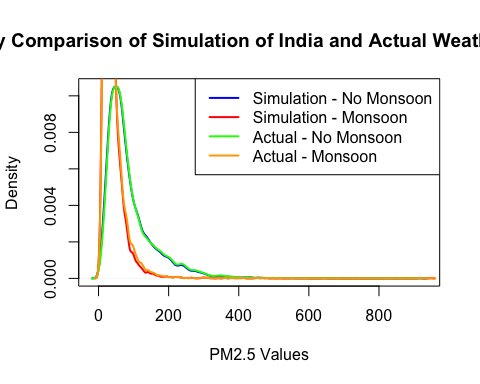 y Comparison of Simulation of India and Actual Weat
Density
0.000
0.004
0.008
Simulation - No Monsoon
Simulation - Monsoon
Actual - No Monsoon
Actual - Monsoon
0 200 400 600 800
PM2.5 Values